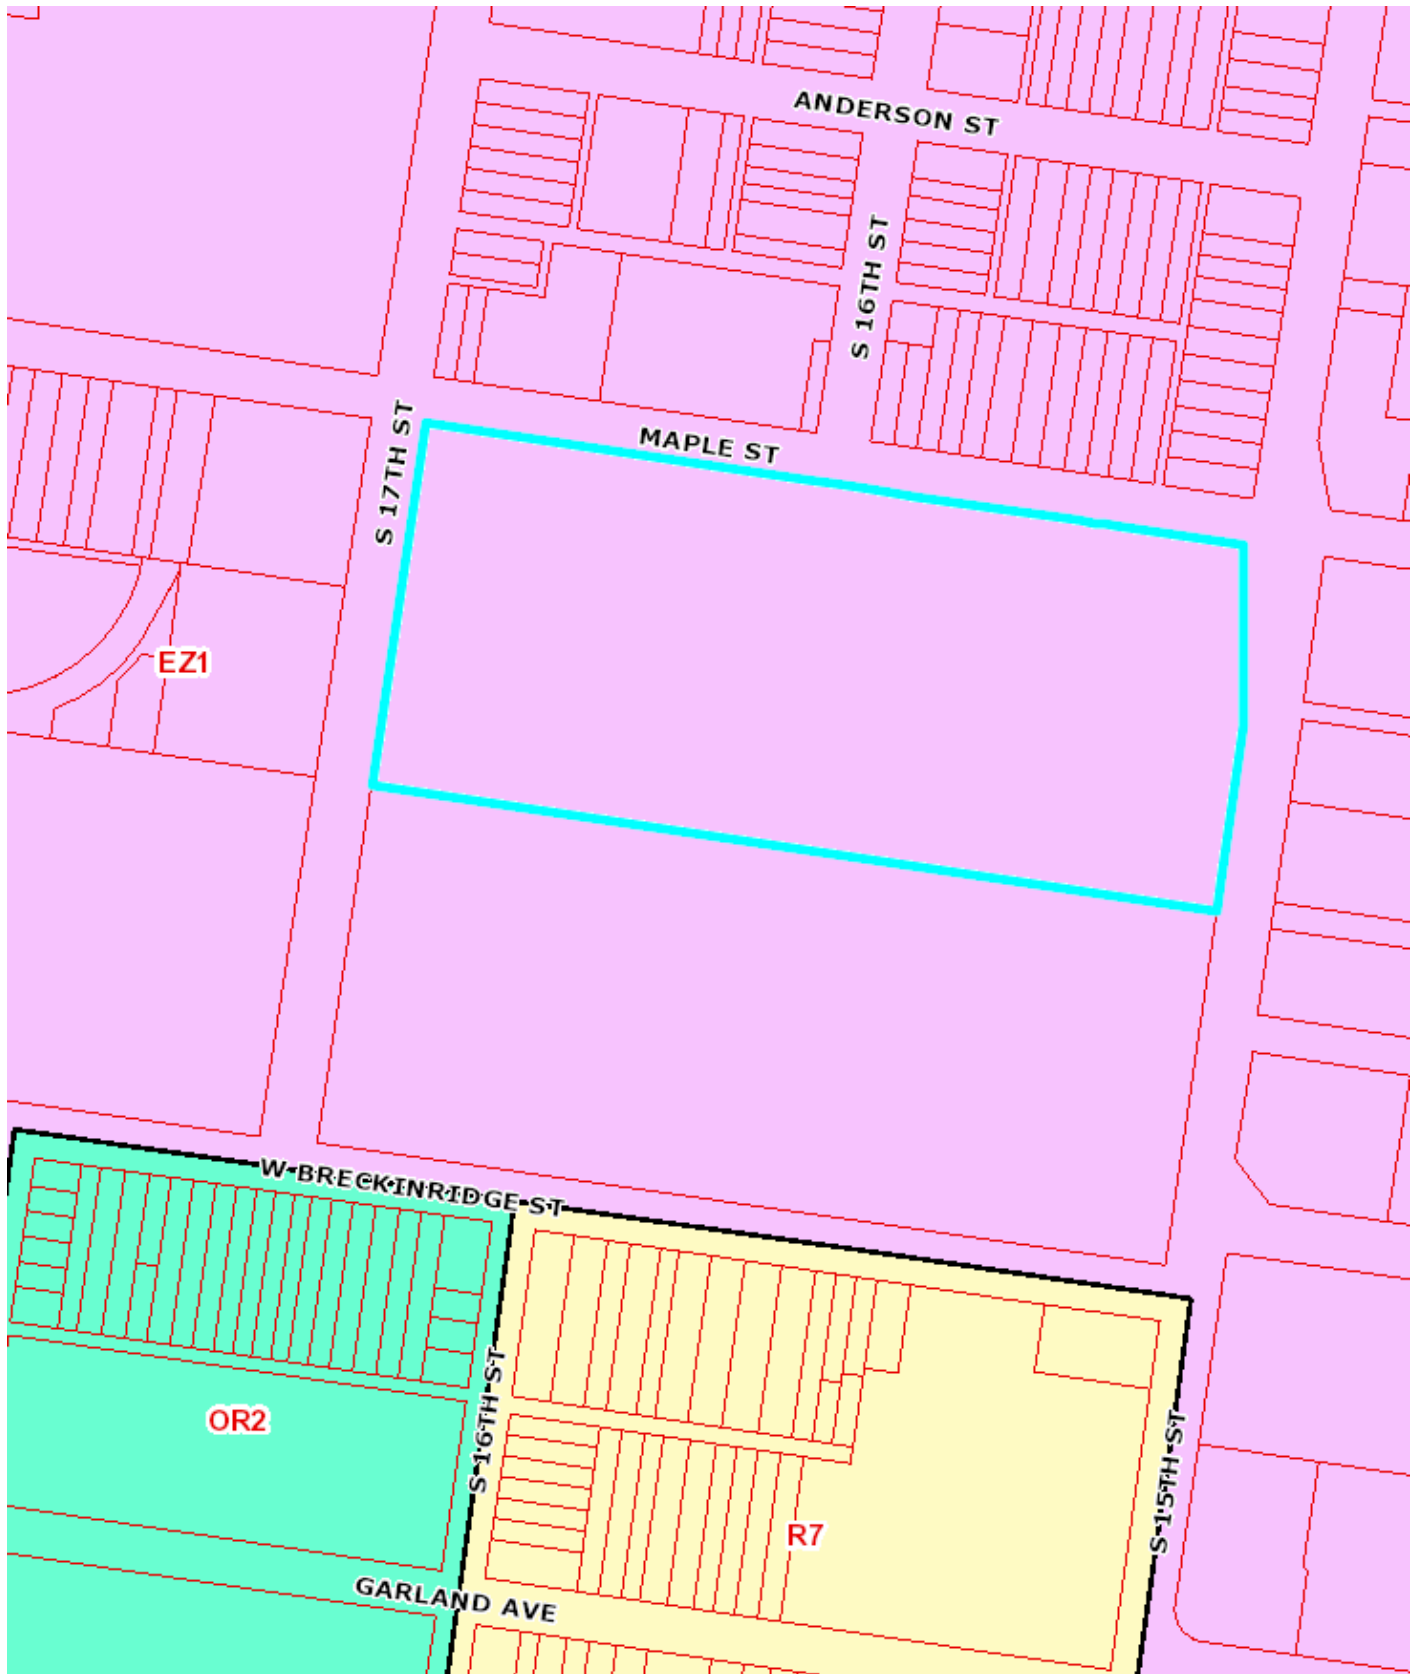 ANDERSON ST
S 16TH ST
MAPLE ST
S 17TH ST
EZ1
W BRECKINRIDGE ST
S 16TH ST
OR2
S 15TH ST
R7
GARLAND AVE